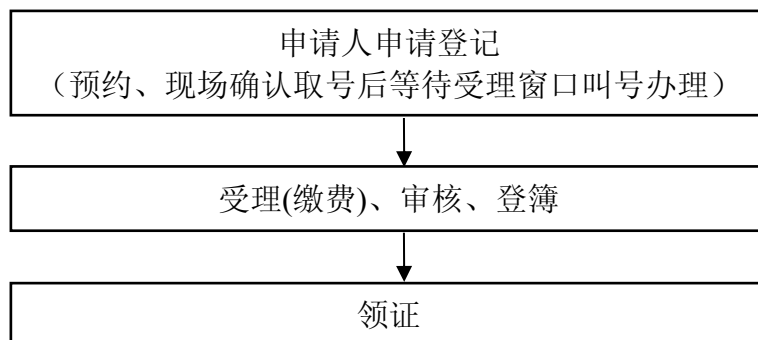 申请人申请登记
（预约、现场确认取号后等待受理窗口叫号办理）
受理(缴费)、审核、登簿
领证